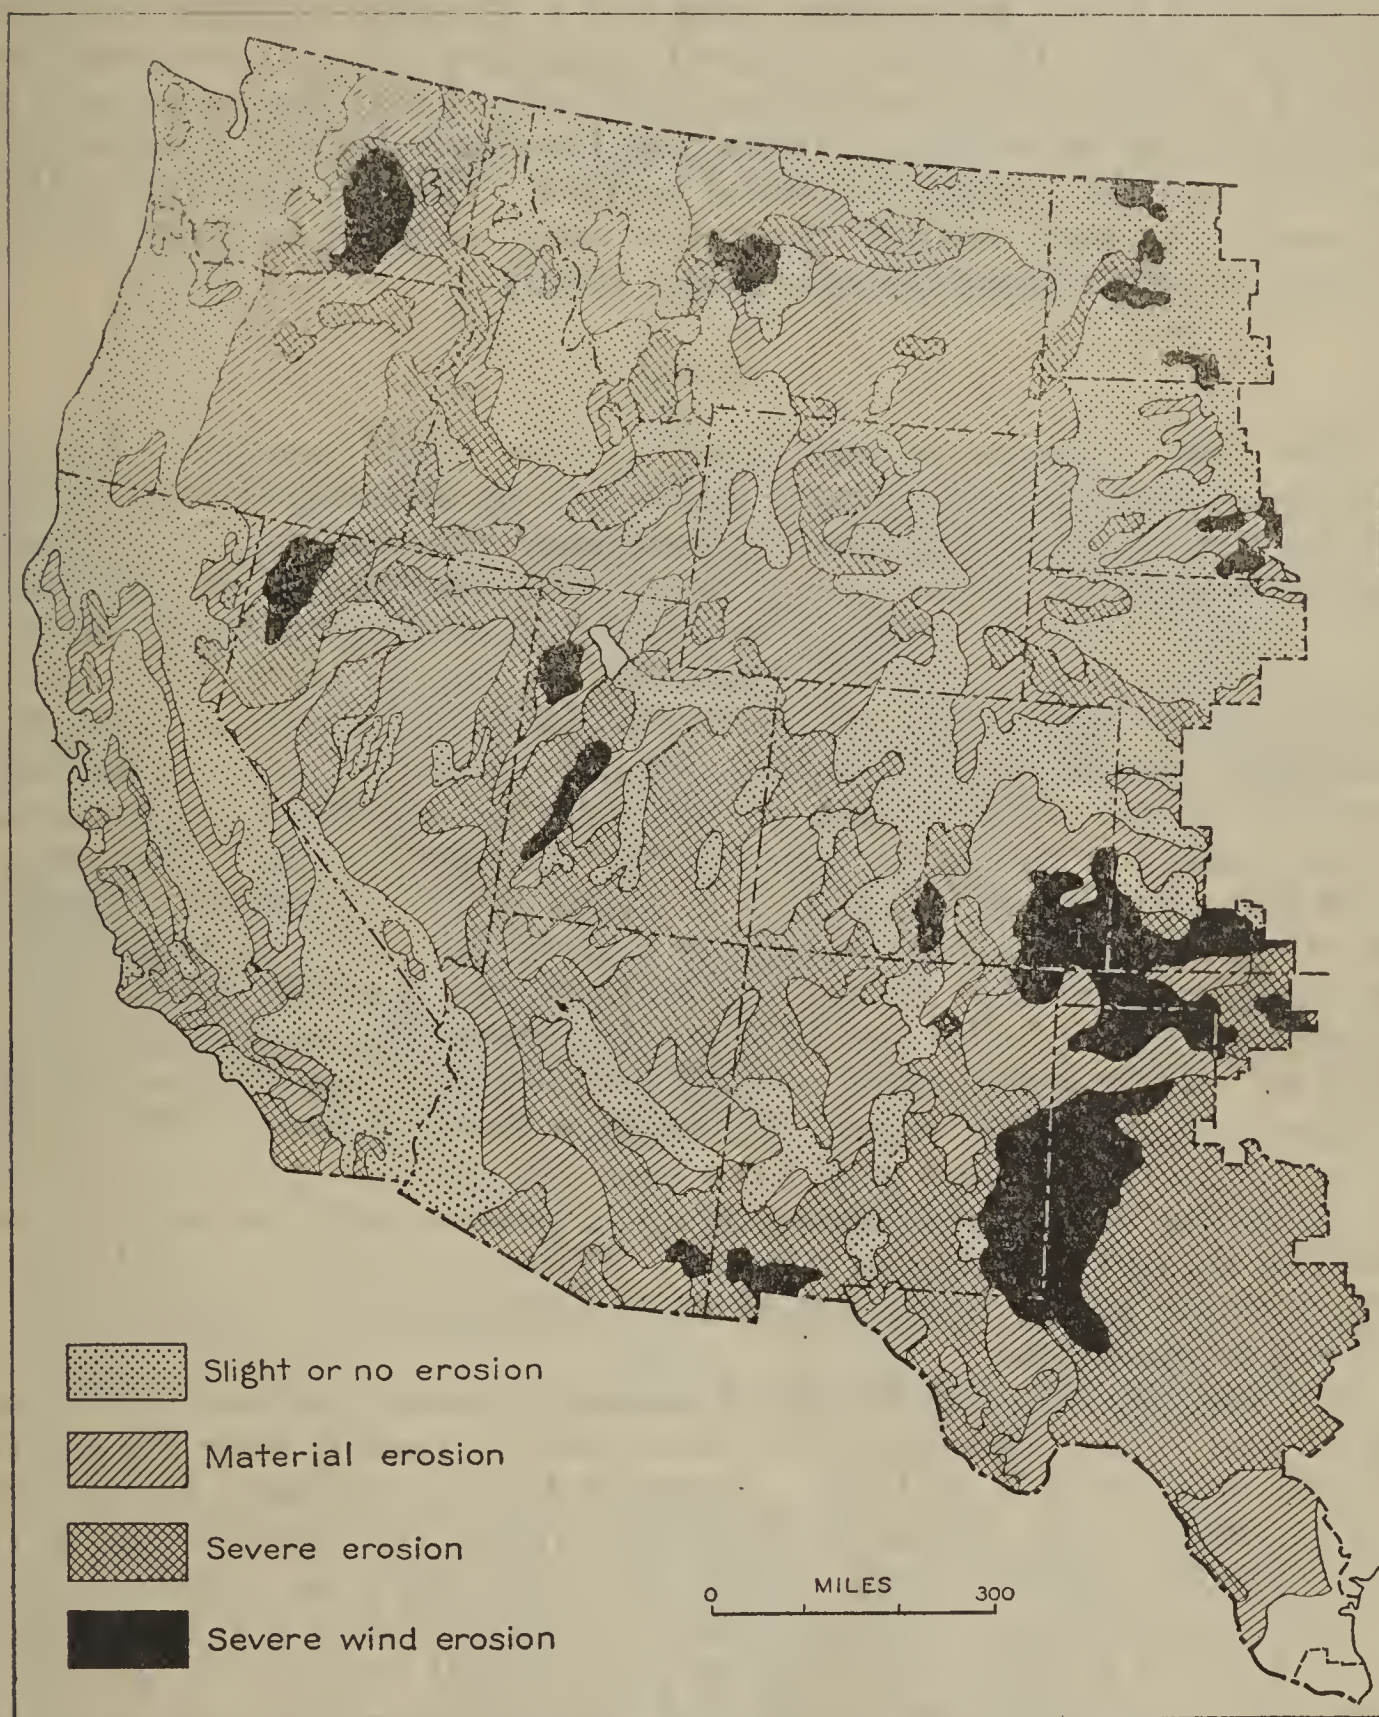 Slight or no erosion
Material erosion
Severe erosion
Severe wind erosion
MILES
0 300